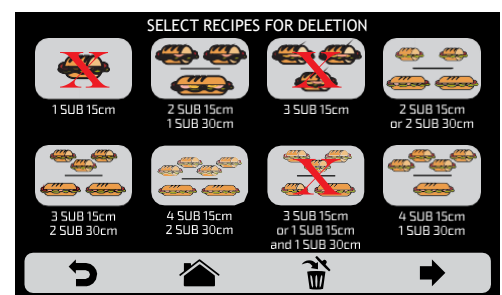 SELECT RECIPES FOR DELETION
1 SUB 15cm
2 SUB 15cm
1 SUB 30cm
3 SUB 15cm
2 SUB 15cm
or 2 SUB 30cm
3 SUB 15cm
2 SUB 30cm
4 SUB 15cm
2 SUB 30cm
3 SUB 15cm
or 1 SUB 15cm
and 1 SUB 30cm
4 SUB 15cm
1 SUB 30cm